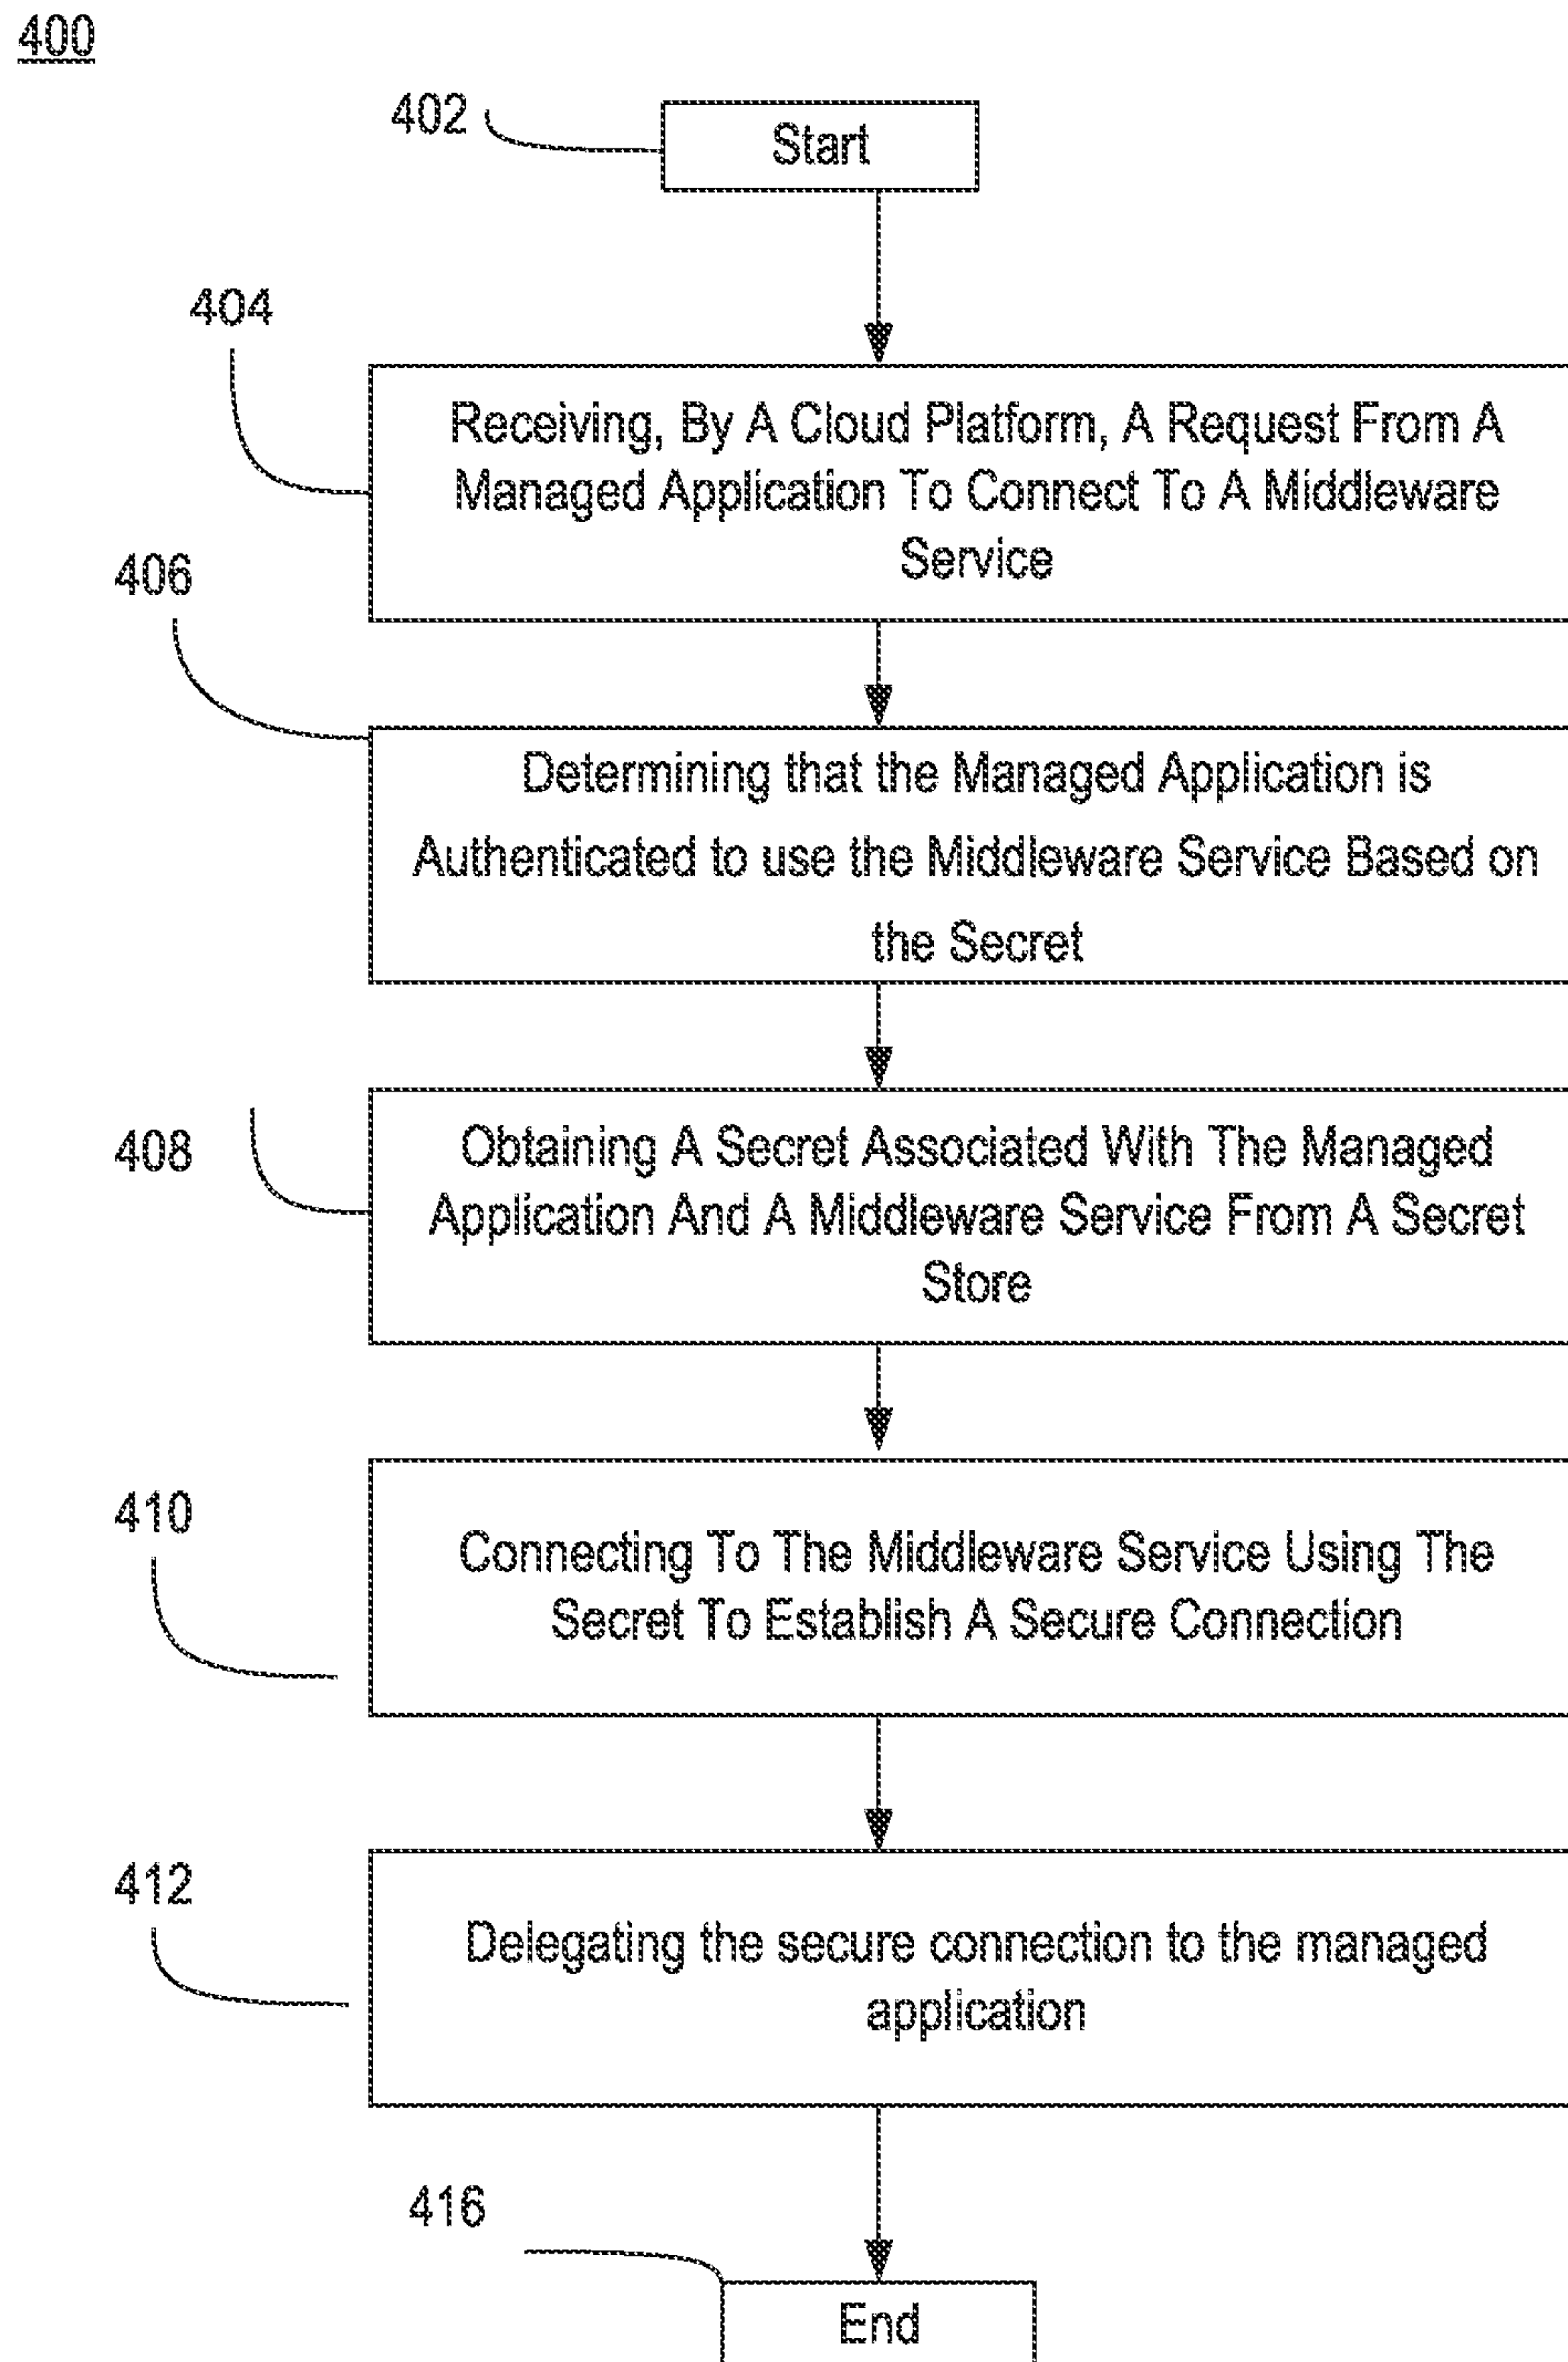 400
402
Start
404
Receiving, By A Cloud Platform, A Request From A
Managed Application To Connect To A Middleware
Service
406
Determining that the Managed Application is
Authenticated to use the Middleware Service Based on
the Secret
408
Obtaining A Secret Associated With The Managed
Application And A Middleware Service From A Secret
Store
410
Connecting To The Middleware Service Using The
Secret To Establish A Secure Connection
412
Delegating the secure connection to the managed
application
416
End